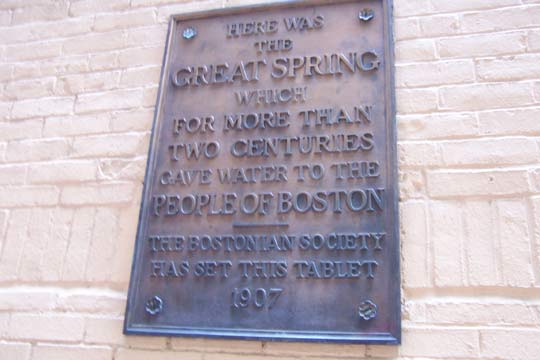 HERE WAS
THE
GREAT SPRING
WHICH
FOR MORE THAN
TWO CENTURIES
GAVE WATER TO THE
PEOPLE OF BOSTON
THE BOSTONIAN SOCIETY
HAS SET THIS TABLET
1907